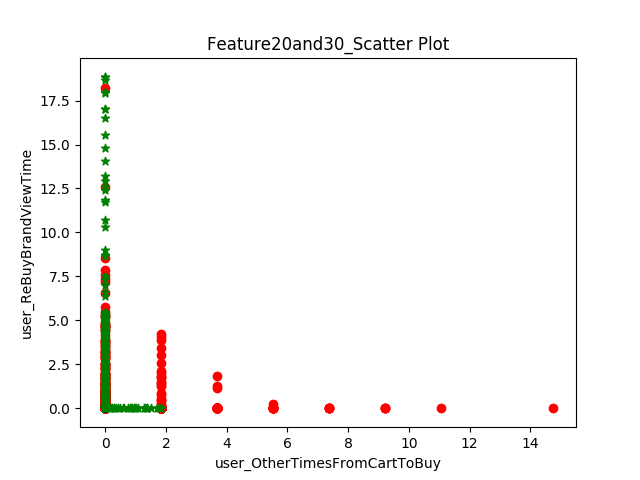 Feature20and30_Scatter Plot
17.5
15.0
12.5
10.0
7.5
5.0
2.5
0.0
user_ReBuyBrandViewTime
0 2 4 6 8 10 12 14
user_OtherTimesFromCartToBuy